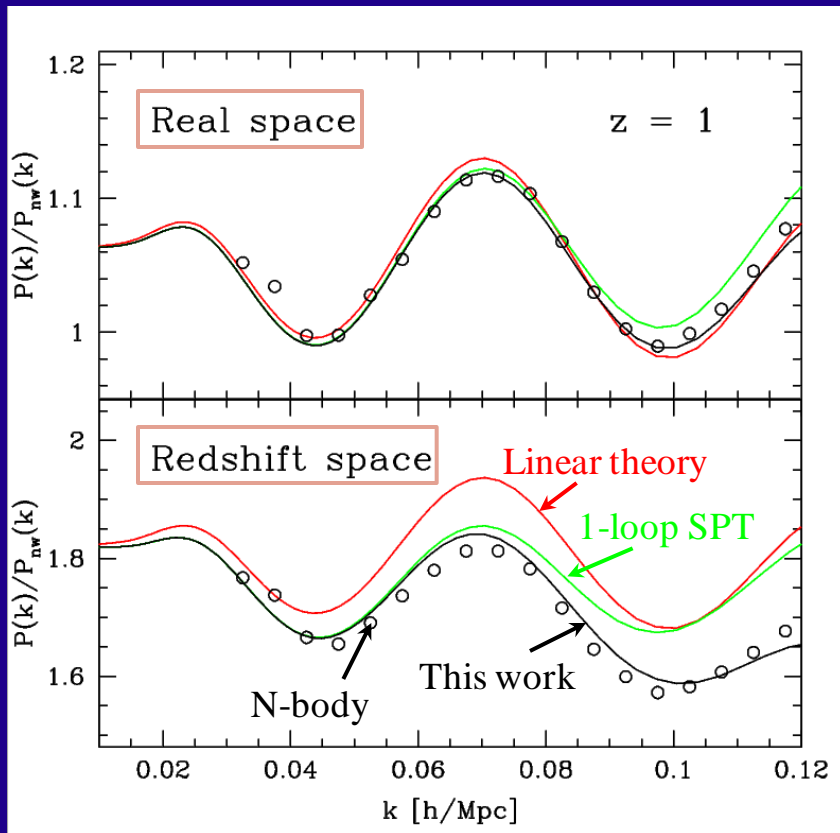 1.2
Real space
z = 1
P(k)/P_nw(k)
1.1
1
2
Redshift space
Linear theory
P(k)/P_nw(k)
1-loop SPT
1.8
This work
N-body
1.6
0.02 0.04 0.06 0.08 0.1 0.12
k [h/Mpc]